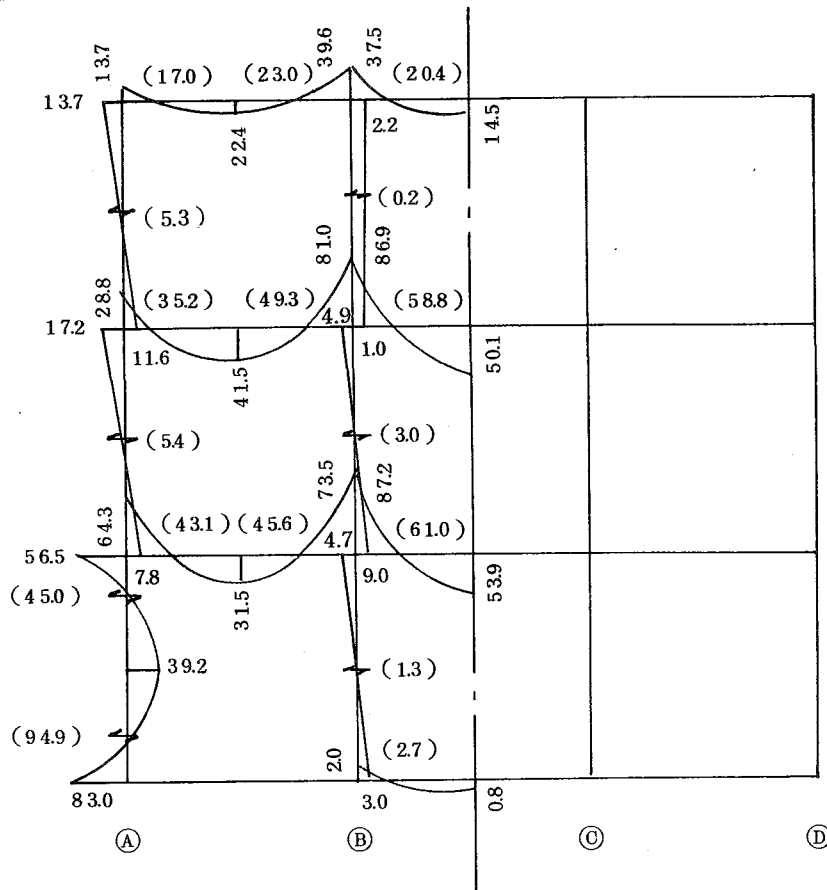 13.7 39.6 37.5
(17.0) (23.0) (20.4)
13.7
22.4 2.2 14.5
(5.3) (0.2)
28.8 81.0 86.9
(35.2) (49.3) (58.8)
17.2 4.9
11.6 41.5 1.0 50.1
(5.4) (3.0)
64.3 73.5 87.2
(43.1) (45.6) (61.0)
56.5 4.7
7.8 31.5 9.0 53.9
(45.0)
39.2 (1.3)
(94.9)
2.0 (2.7)
83.0 3.0 0.8
Ⓐ Ⓑ Ⓒ Ⓓ